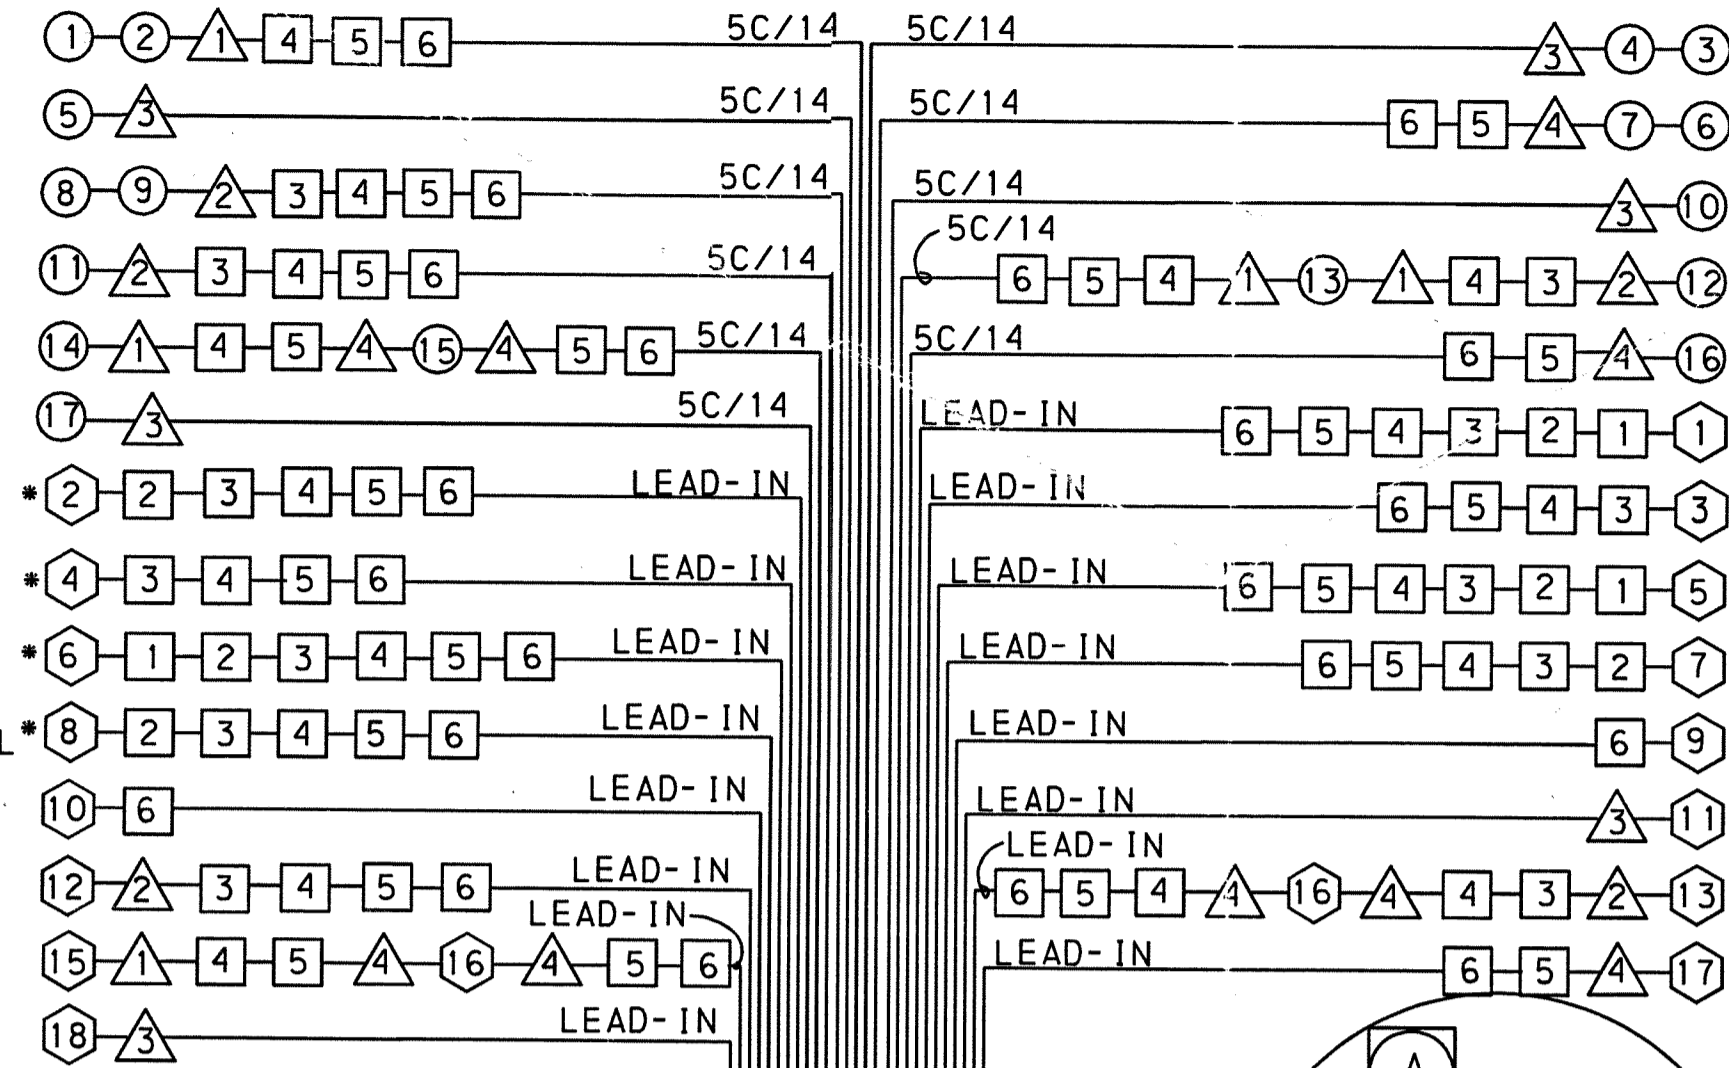 1 2 1 4 5 6 5C/14 5C/14 3 4 3
5 3 5C/14 5C/14 6 5 4 7 6
8 9 2 3 4 5 6 5C/14 5C/14 3 10
11 2 3 4 5 6 5C/14 5C/14 6 5 4 1 13 1 4 3 2 12
14 1 4 5 4 15 4 5 6 5C/14 5C/14 6 5 4 16
17 3 5C/14 LEAD-IN 6 5 4 3 2 1 1
* 2 2 3 4 5 6 LEAD-IN LEAD-IN 6 5 4 3 3
* 4 3 4 5 6 LEAD-IN LEAD-IN 6 5 4 3 2 1 5
* 6 1 2 3 4 5 6 LEAD-IN LEAD-IN 6 5 4 3 2 7
L * 8 2 3 4 5 6 LEAD-IN LEAD-IN 6 9
10 6 LEAD-IN LEAD-IN 3 11
12 2 3 4 5 6 LEAD-IN LEAD-IN 6 5 4 4 16 4 4 3 2 13
15 1 4 5 4 16 4 5 6 LEAD-IN LEAD-IN 6 5 4 17
18 3 LEAD-IN